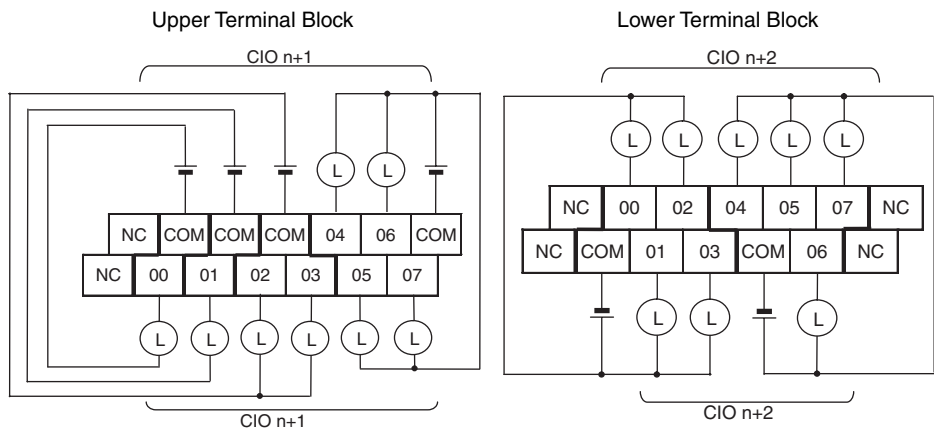 Upper Terminal Block
Lower Terminal Block
CIO n+1
CIO n+2
L L
L L L L L
NC COM COM COM 04 06 COM
NC 00 01 02 03 05 07
NC 00 02 04 05 07 NC
NC COM 01 03 COM 06 NC
L L L L L L
L L L
CIO n+1
CIO n+2